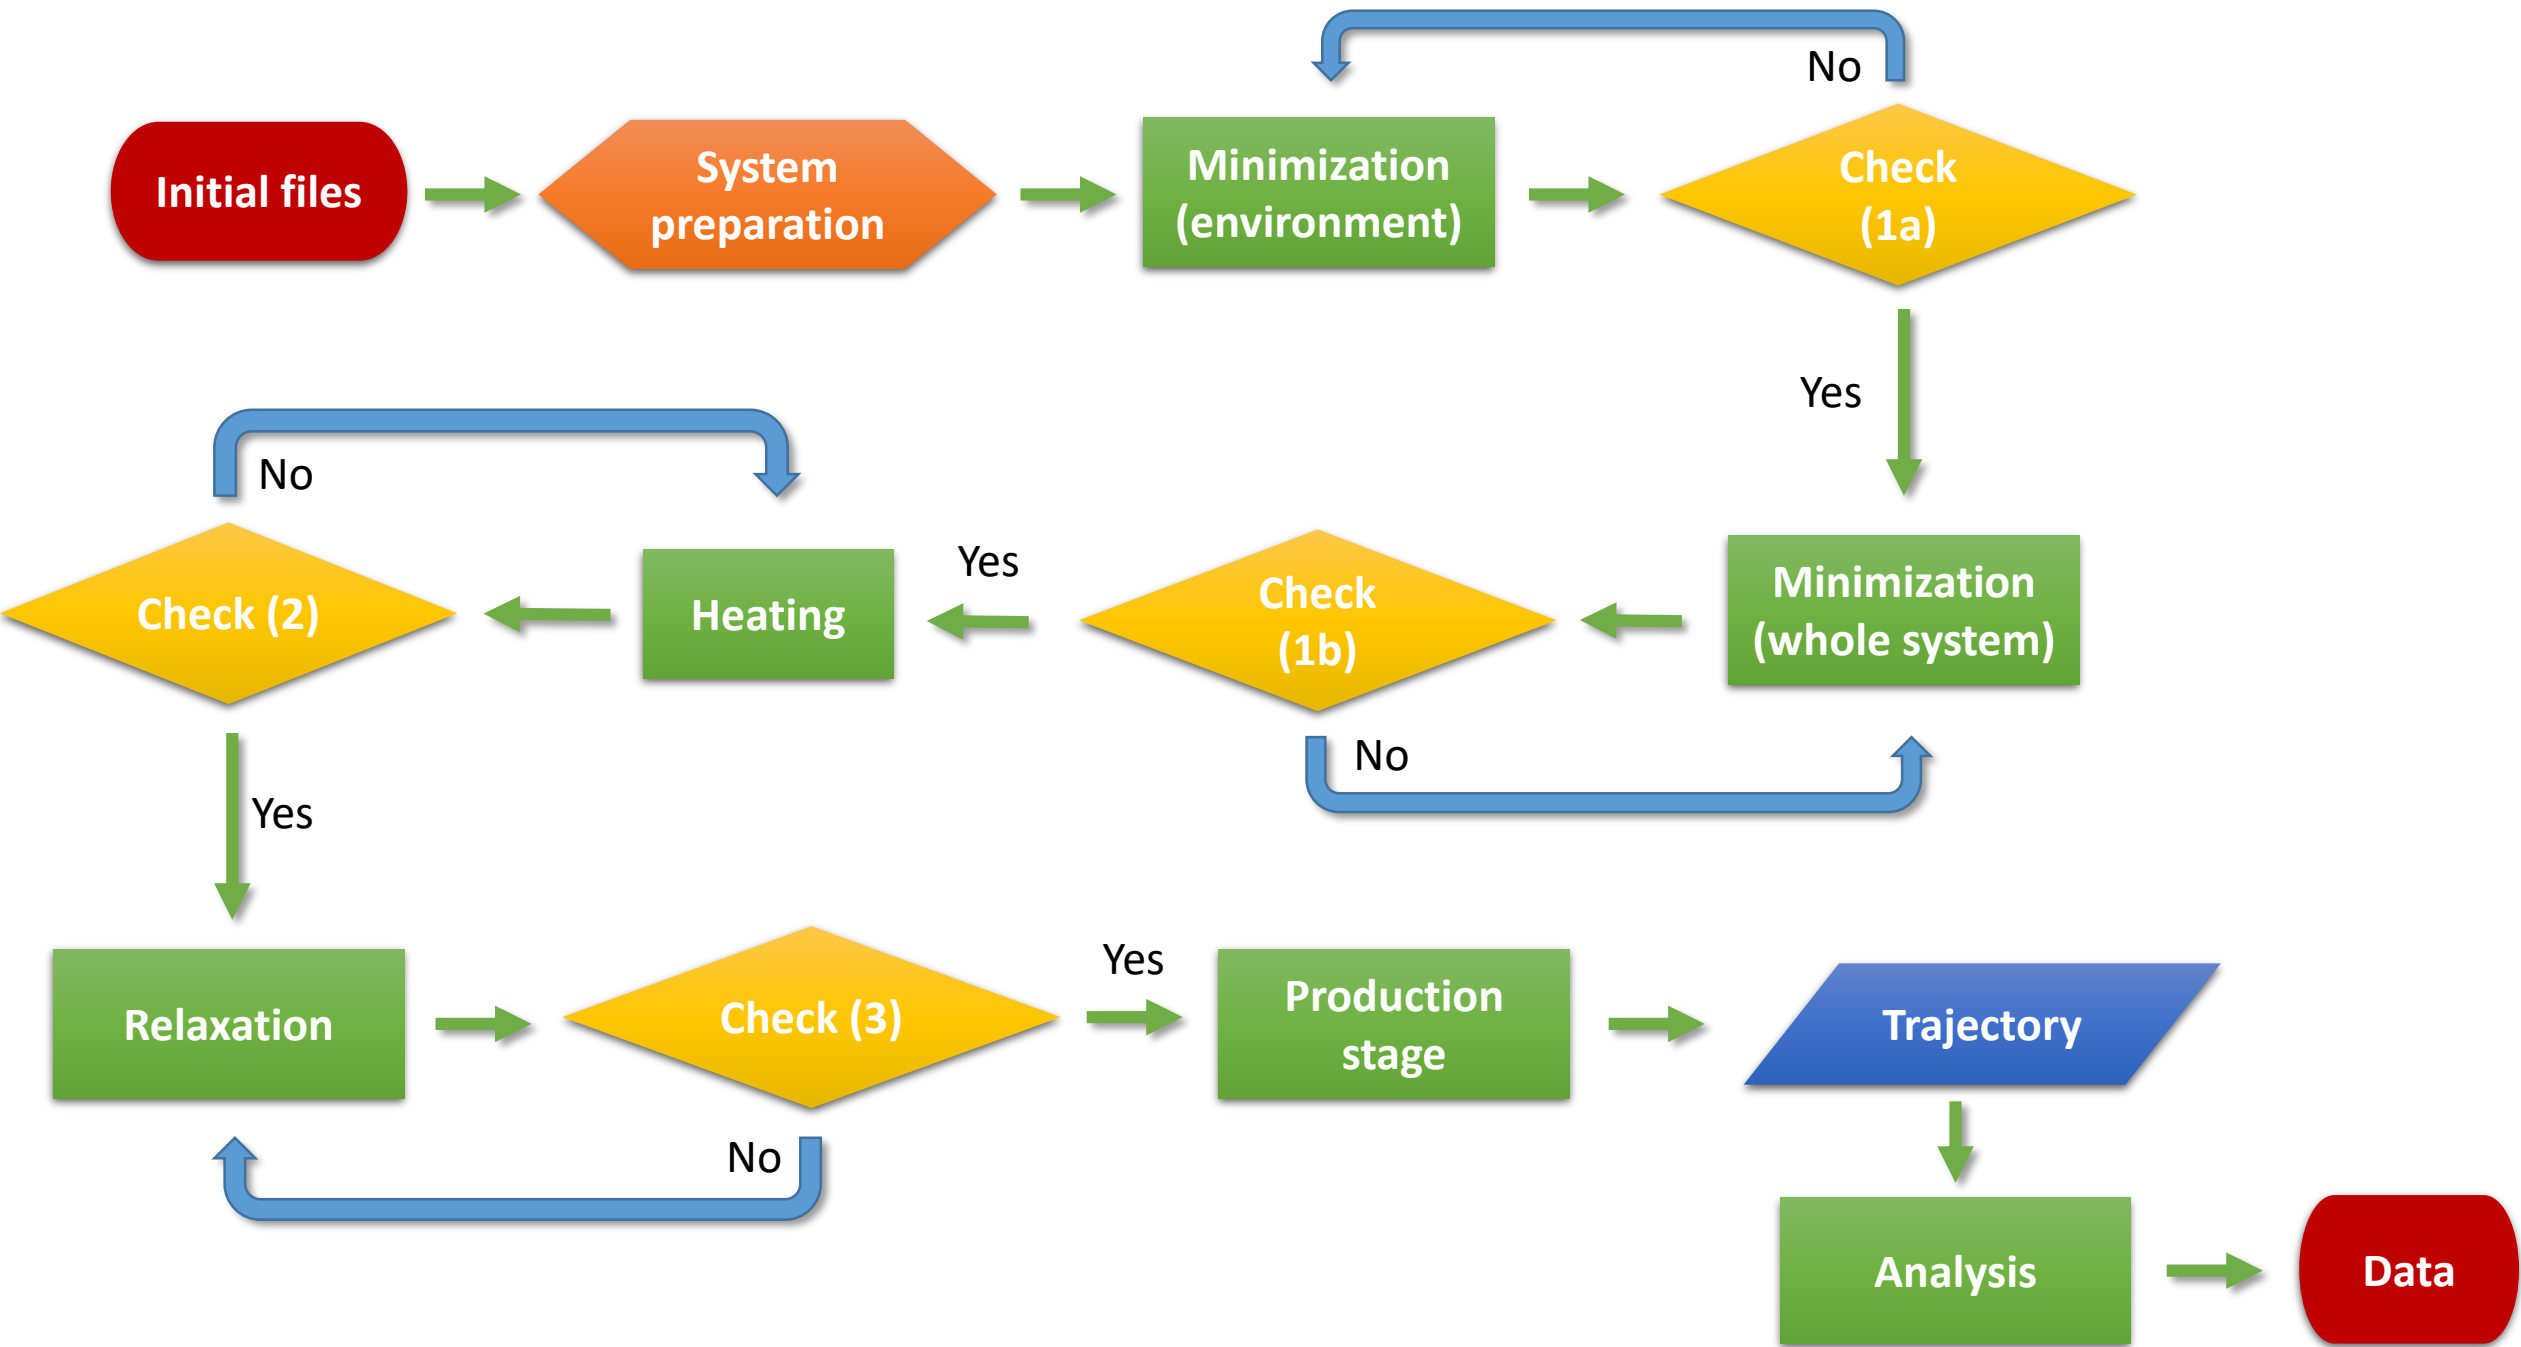 No
Initial files
System
preparation
Minimization
(environment)
Check
(1a)
Yes
No
Check (2)
Heating
Yes
Check
(1b)
Minimization
(whole system)
No
Yes
Relaxation
Check (3)
Yes
Production
stage
Trajectory
No
Analysis
Data